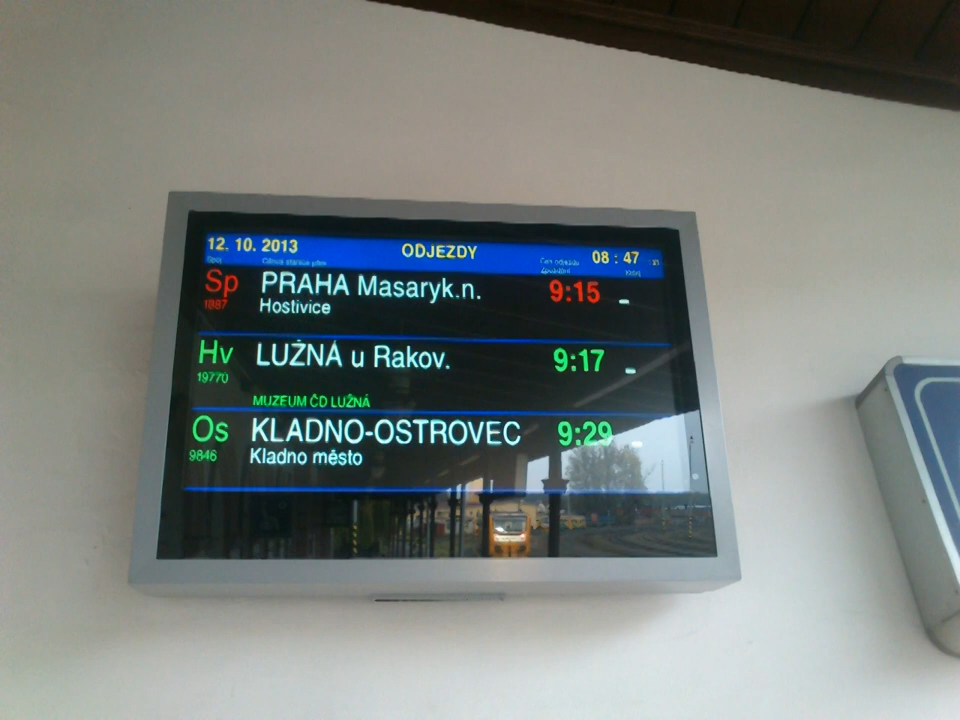 12. 10. 2013 ODJEZDY 08 : 47
Sp PRAHA Masaryk.n. 9:15
1887 Hostivice
Hv LUŽNÁ u Rakov. 9:17
19770
MUZEUM ČD LUŽNÁ
Os KLADNO-OSTROVEC 9:29
9846 Kladno město